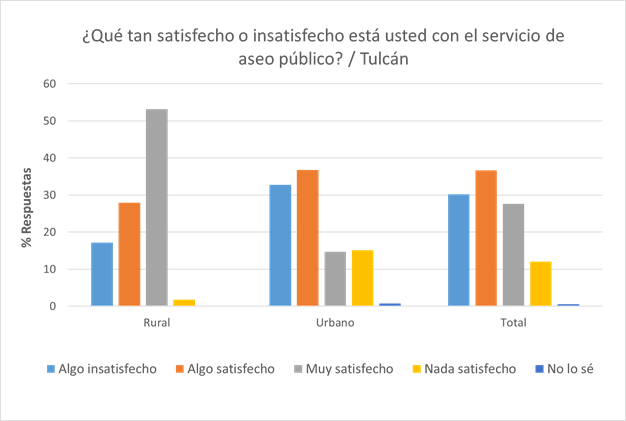 ¿Qué tan satisfecho o insatisfecho está usted con el servicio de
aseo público? / Tulcán
60
50
40
30
20
10
0
% Respuestas
Rural Urbano Total
Algo insatisfecho Algo satisfecho Muy satisfecho Nada satisfecho No lo sé